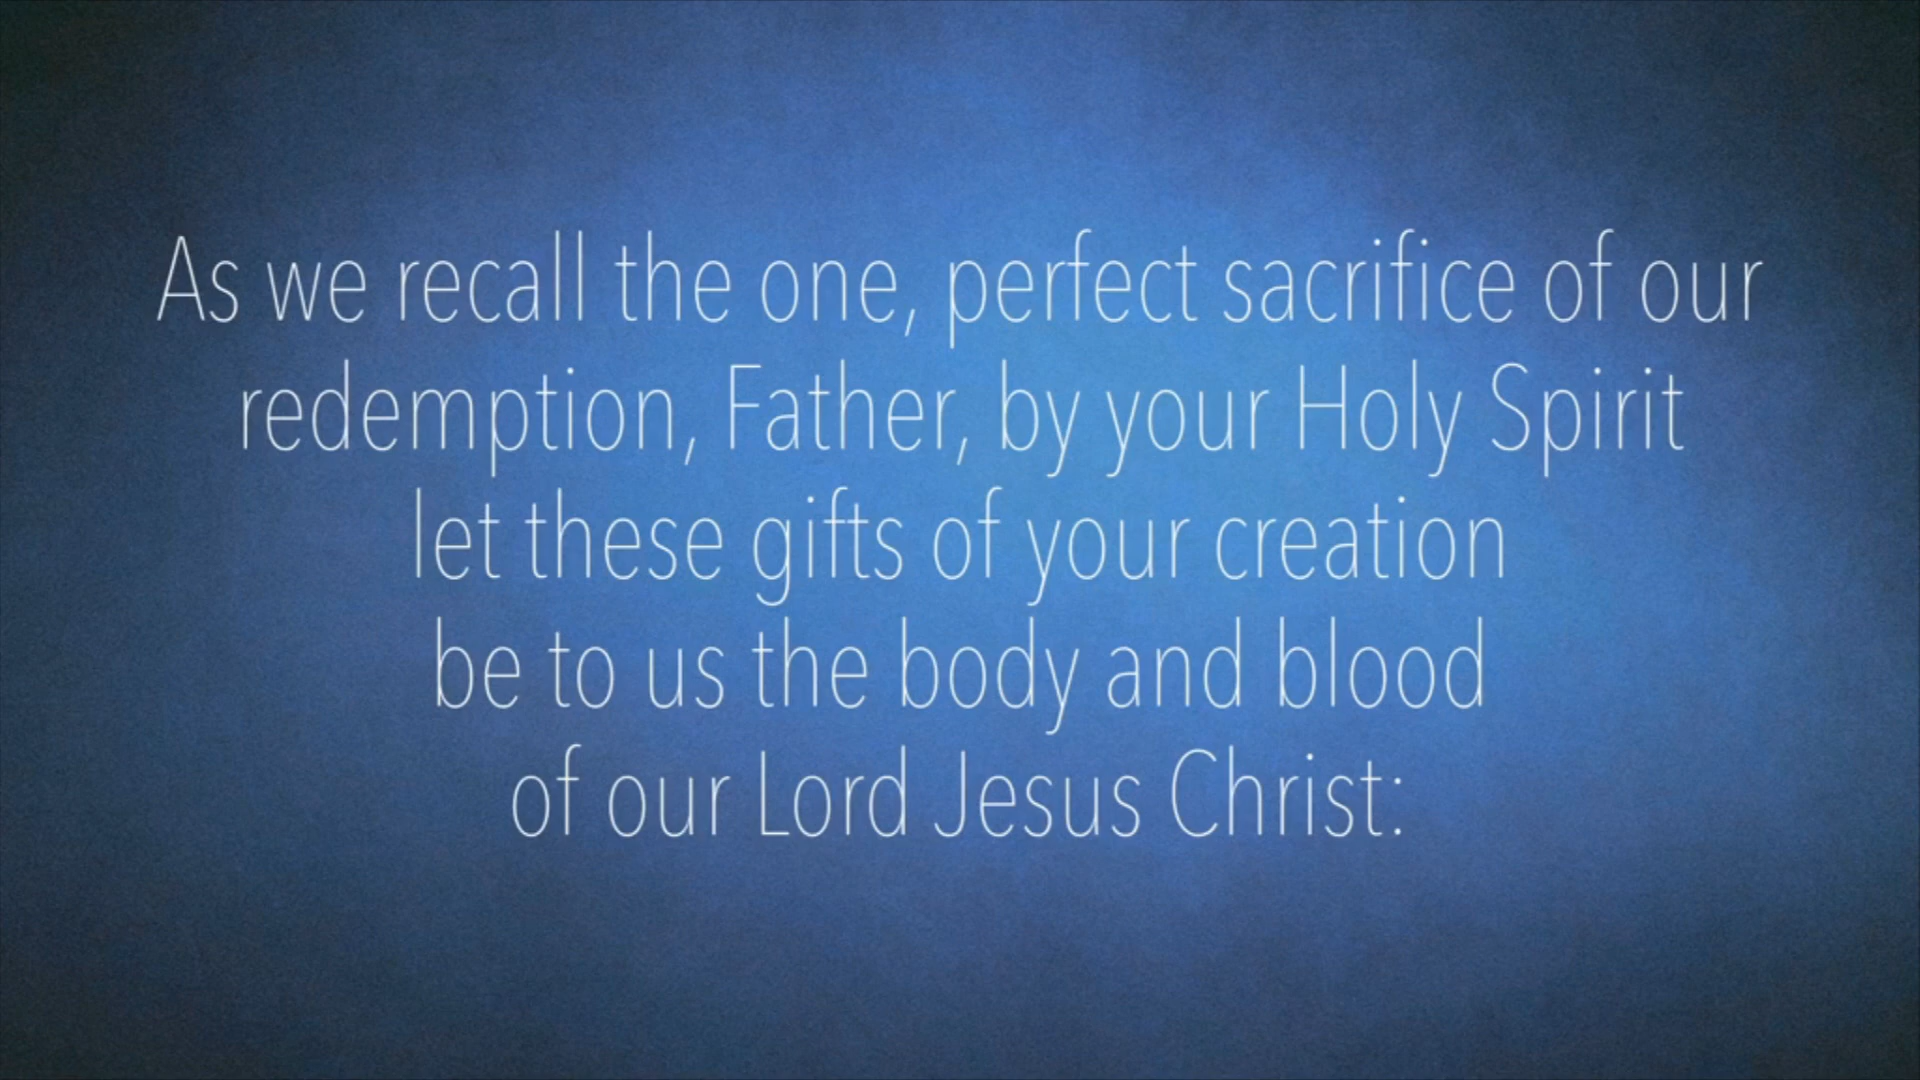 As we recall the one, perfect sacrifice of our
redemption, Father, by your Holy Spirit
let these gifts of your creation
be to us the body and blood
of our Lord Jesus Christ: